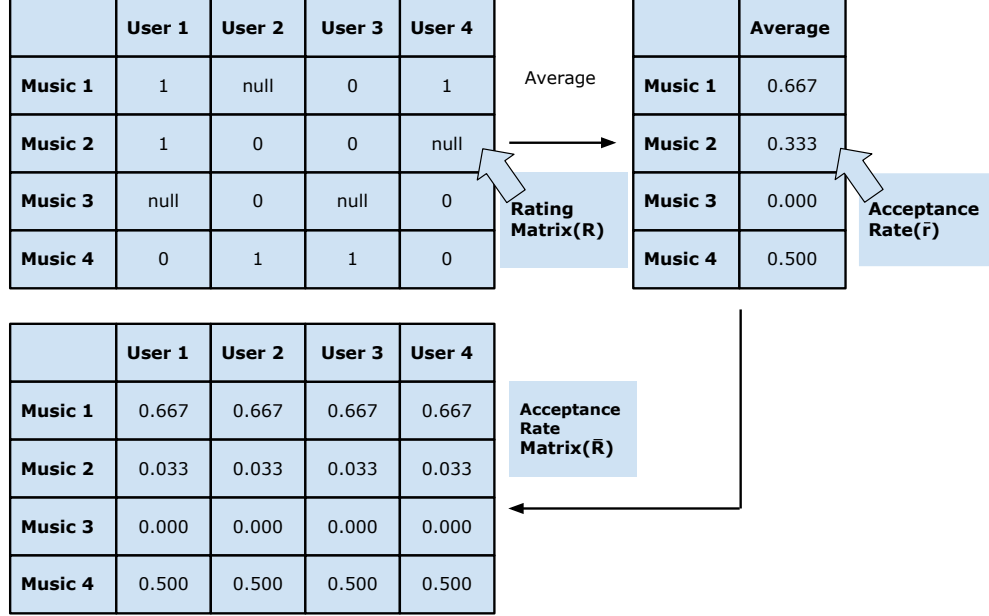 User 1 User 2 User 3 User 4
Music 1 1 null 0 1
Music 2 1 0 0 null
Music 3 null 0 null 0
Music 4 0 1 1 0
Average
Rating
Matrix(R)
Average
Music 1 0.667
Music 2 0.333
Music 3 0.000
Music 4 0.500
Acceptance
Rate(r̄)
User 1 User 2 User 3 User 4
Music 1 0.667 0.667 0.667 0.667
Music 2 0.033 0.033 0.033 0.033
Music 3 0.000 0.000 0.000 0.000
Music 4 0.500 0.500 0.500 0.500
Acceptance
Rate
Matrix(R̄)